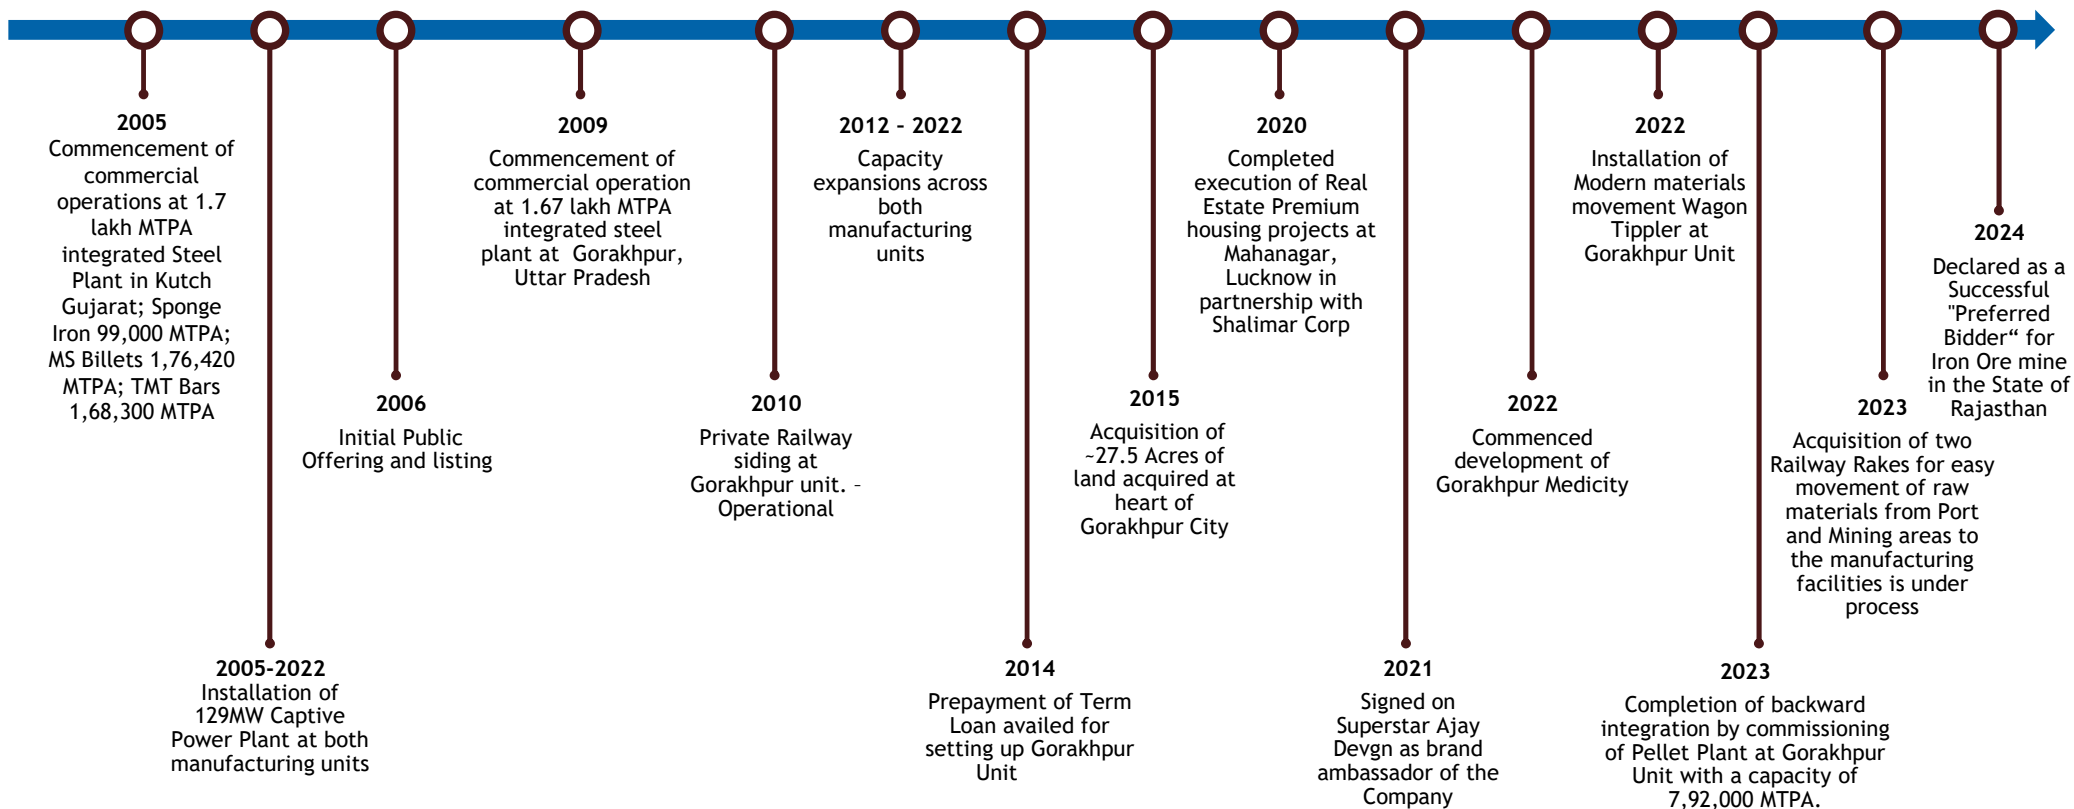 2005
Commencement of
commercial
operations at 1.7
lakh MTPA
integrated Steel
Plant in Kutch
Gujarat; Sponge
Iron 99,000 MTPA;
MS Billets 1,76,420
MTPA; TMT Bars
1,68,300 MTPA
2005-2022
Installation of
129MW Captive
Power Plant at both
manufacturing units
2006
Initial Public
Offering and listing
2009
Commencement of
commercial operation
at 1.67 lakh MTPA
integrated steel
plant at  Gorakhpur,
Uttar Pradesh
2010
Private Railway
siding at
Gorakhpur unit. –
Operational
2012 – 2022
Capacity
expansions across
both
manufacturing
units
2014
Prepayment of Term
Loan availed for
setting up Gorakhpur
Unit
2015
Acquisition of
~27.5 Acres of
land acquired at
heart of
Gorakhpur City
2020
Completed
execution of Real
Estate Premium
housing projects at
Mahanagar,
Lucknow in
partnership with
Shalimar Corp
2021
Signed on
Superstar Ajay
Devgn as brand
ambassador of the
Company
2022
Commenced
development of
Gorakhpur Medicity
2022
Installation of
Modern materials
movement Wagon
Tippler at
Gorakhpur Unit
2023
Completion of backward
integration by commissioning
of Pellet Plant at Gorakhpur
Unit with a capacity of
7,92,000 MTPA.
2023
Acquisition of two
Railway Rakes for easy
movement of raw
materials from Port
and Mining areas to
the manufacturing
facilities is under
process
2024
Declared as a
Successful
"Preferred
Bidder“ for
Iron Ore mine
in the State of
Rajasthan